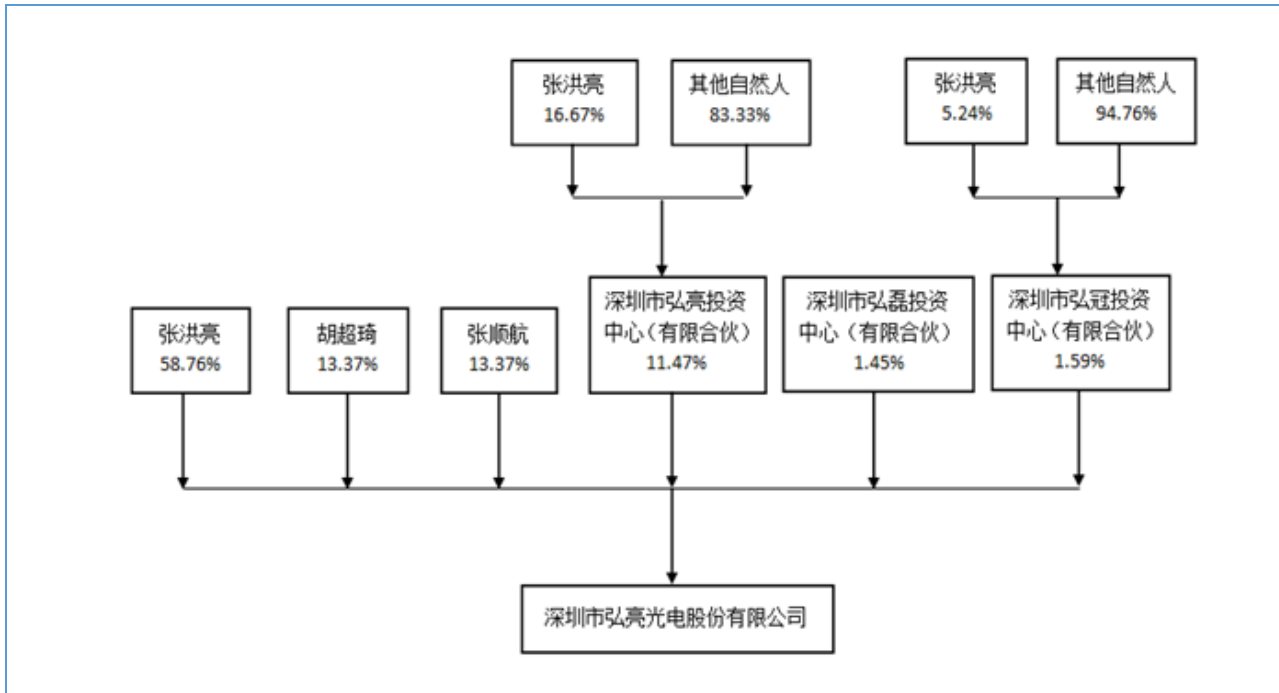 张洪亮
16.67%
其他自然人
83.33%
张洪亮
5.24%
其他自然人
94.76%
张洪亮
58.76%
胡超琦
13.37%
张顺航
13.37%
深圳市弘亮投资
中心（有限合伙）
11.47%
深圳市弘磊投资
中心（有限合伙）
1.45%
深圳市弘冠投资
中心（有限合伙）
1.59%
深圳市弘亮光电股份有限公司